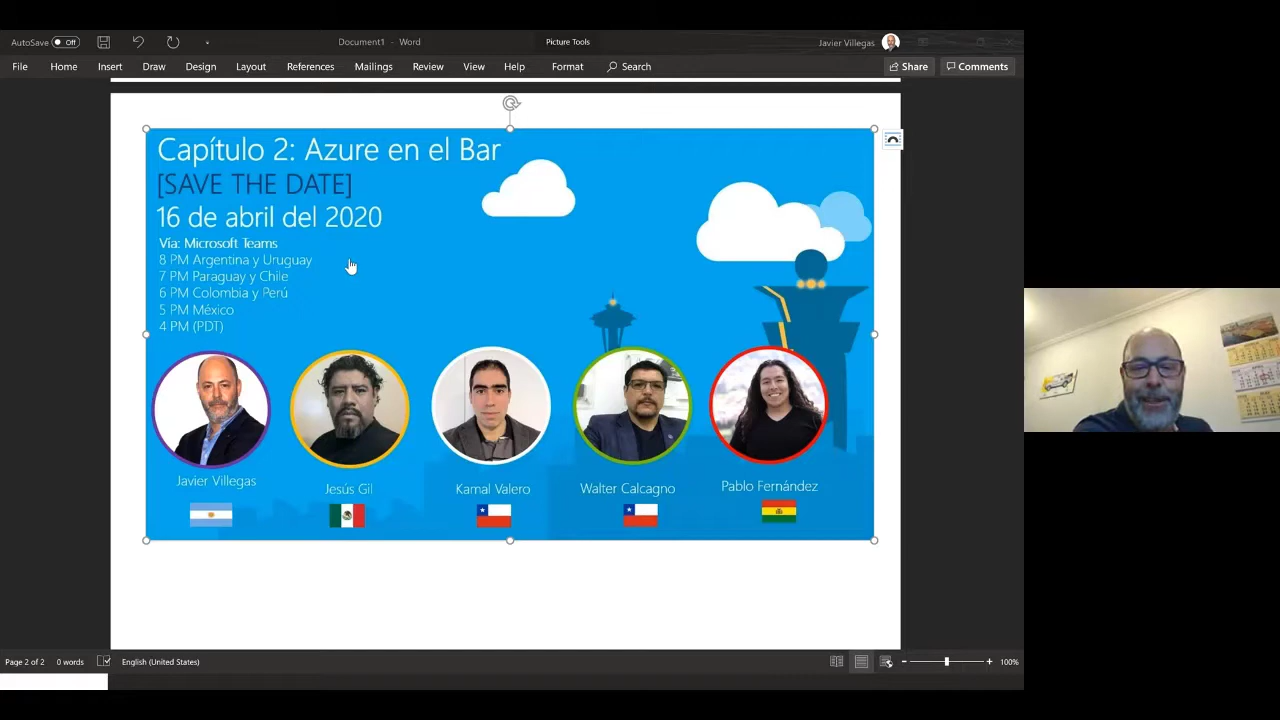 AutoSave Off
Document1 - Word
Picture Tools
Javier Villegas
File Home Insert Draw Design Layout References Mailings Review View Help Format Search Share Comments
Capítulo 2: Azure en el Bar
[SAVE THE DATE]
16 de abril del 2020
Vía: Microsoft Teams
8 PM Argentina y Uruguay
7 PM Paraguay y Chile
6 PM Colombia y Perú
5 PM México
4 PM (PDT)
Javier Villegas
Jesús Gil
Kamal Valero
Walter Calcagno
Pablo Fernández
Page 2 of 2 0 words English (United States) 100%